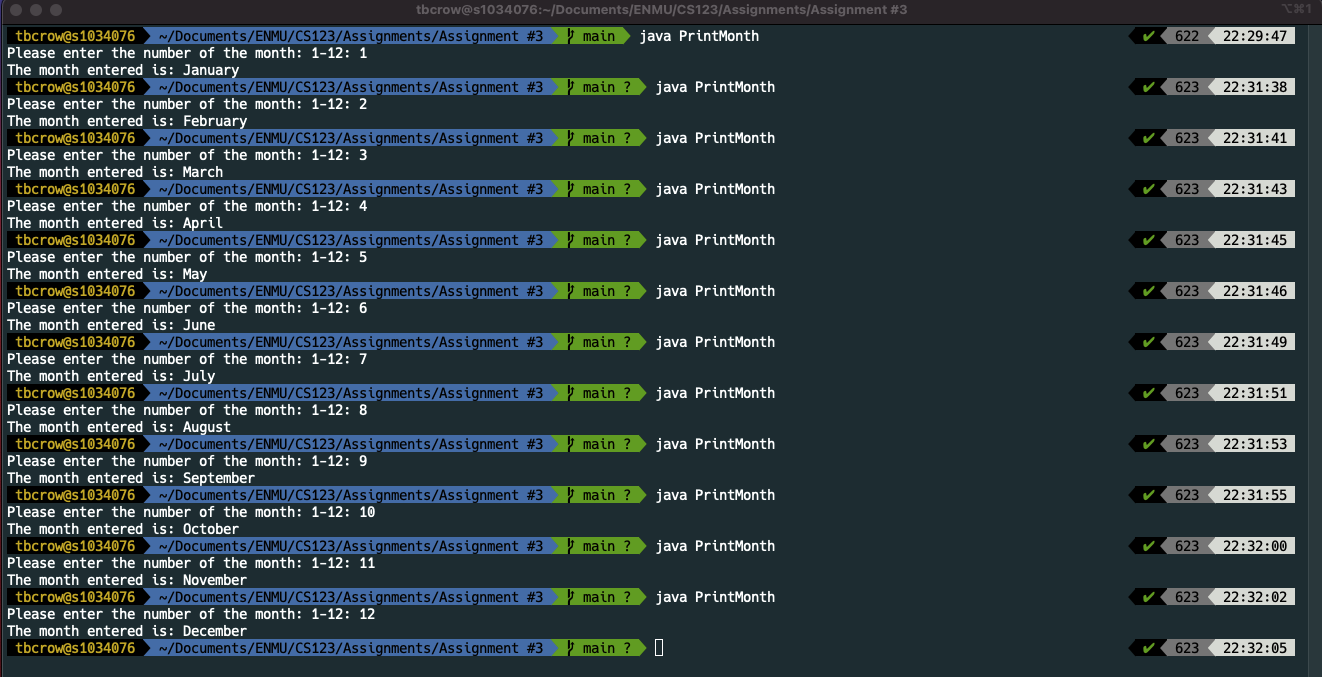 tbcrow@s1034076:~/Documents/ENMU/CS123/Assignments/Assignment #3 ⌥⌘1
tbcrow@s1034076 ~/Documents/ENMU/CS123/Assignments/Assignment #3 main java PrintMonth ✔ 622 22:29:47
Please enter the number of the month: 1-12: 1
The month entered is: January
tbcrow@s1034076 ~/Documents/ENMU/CS123/Assignments/Assignment #3 main ? java PrintMonth ✔ 623 22:31:38
Please enter the number of the month: 1-12: 2
The month entered is: February
tbcrow@s1034076 ~/Documents/ENMU/CS123/Assignments/Assignment #3 main ? java PrintMonth ✔ 623 22:31:41
Please enter the number of the month: 1-12: 3
The month entered is: March
tbcrow@s1034076 ~/Documents/ENMU/CS123/Assignments/Assignment #3 main ? java PrintMonth ✔ 623 22:31:43
Please enter the number of the month: 1-12: 4
The month entered is: April
tbcrow@s1034076 ~/Documents/ENMU/CS123/Assignments/Assignment #3 main ? java PrintMonth ✔ 623 22:31:45
Please enter the number of the month: 1-12: 5
The month entered is: May
tbcrow@s1034076 ~/Documents/ENMU/CS123/Assignments/Assignment #3 main ? java PrintMonth ✔ 623 22:31:46
Please enter the number of the month: 1-12: 6
The month entered is: June
tbcrow@s1034076 ~/Documents/ENMU/CS123/Assignments/Assignment #3 main ? java PrintMonth ✔ 623 22:31:49
Please enter the number of the month: 1-12: 7
The month entered is: July
tbcrow@s1034076 ~/Documents/ENMU/CS123/Assignments/Assignment #3 main ? java PrintMonth ✔ 623 22:31:51
Please enter the number of the month: 1-12: 8
The month entered is: August
tbcrow@s1034076 ~/Documents/ENMU/CS123/Assignments/Assignment #3 main ? java PrintMonth ✔ 623 22:31:53
Please enter the number of the month: 1-12: 9
The month entered is: September
tbcrow@s1034076 ~/Documents/ENMU/CS123/Assignments/Assignment #3 main ? java PrintMonth ✔ 623 22:31:55
Please enter the number of the month: 1-12: 10
The month entered is: October
tbcrow@s1034076 ~/Documents/ENMU/CS123/Assignments/Assignment #3 main ? java PrintMonth ✔ 623 22:32:00
Please enter the number of the month: 1-12: 11
The month entered is: November
tbcrow@s1034076 ~/Documents/ENMU/CS123/Assignments/Assignment #3 main ? java PrintMonth ✔ 623 22:32:02
Please enter the number of the month: 1-12: 12
The month entered is: December
tbcrow@s1034076 ~/Documents/ENMU/CS123/Assignments/Assignment #3 main ? ✔ 623 22:32:05